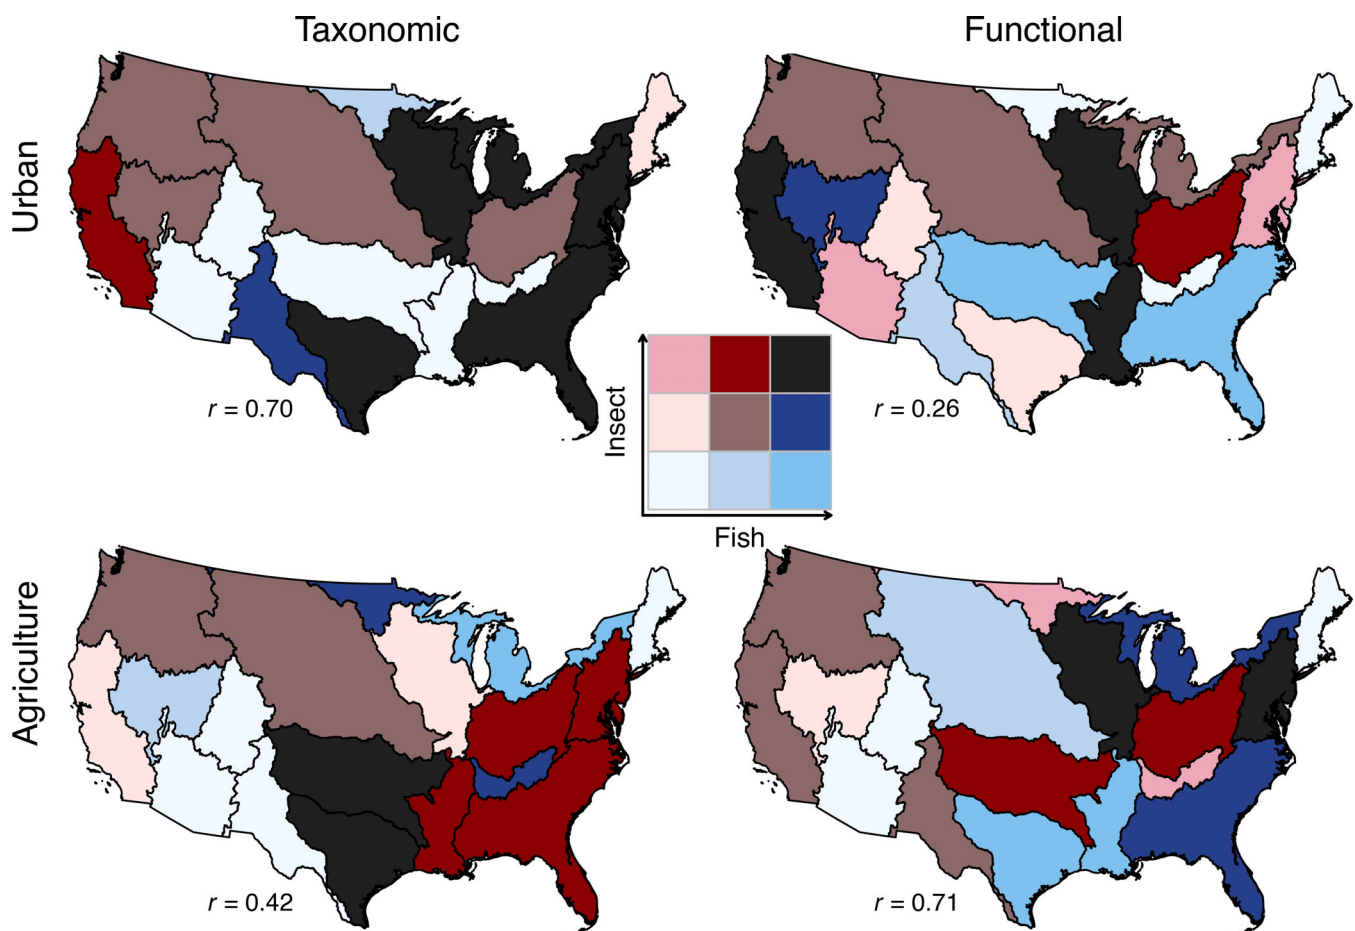 Taxonomic
Functional
Urban
r = 0.70
r = 0.26
Insect
Fish
Agriculture
r = 0.42
r = 0.71